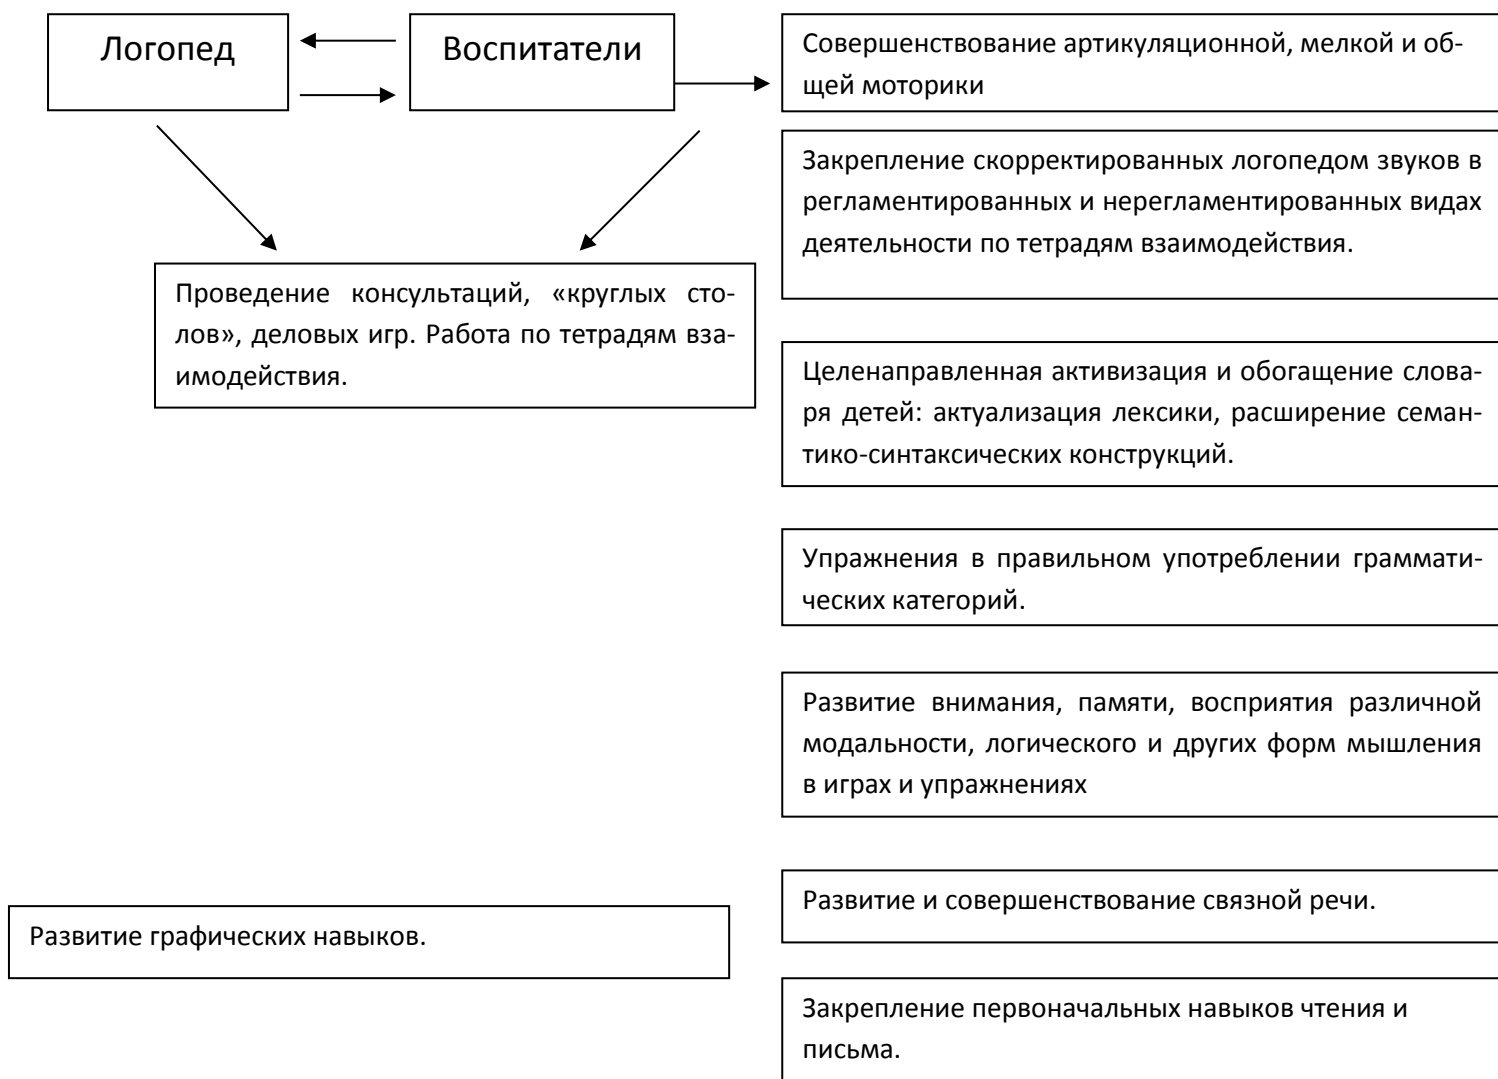 Логопед
Воспитатели
Совершенствование артикуляционной, мелкой и об-
щей моторики
Закрепление скорректированных логопедом звуков в
регламентированных и нерегламентированных видах
деятельности по тетрадям взаимодействия.
Проведение консультаций, «круглых сто-
лов», деловых игр. Работа по тетрадям вза-
имодействия.
Целенаправленная активизация и обогащение слова-
ря детей: актуализация лексики, расширение семан-
тико-синтаксических конструкций.
Упражнения в правильном употреблении граммати-
ческих категорий.
Развитие внимания, памяти, восприятия различной
модальности, логического и других форм мышления
в играх и упражнениях
Развитие и совершенствование связной речи.
Развитие графических навыков.
Закрепление первоначальных навыков чтения и
письма.